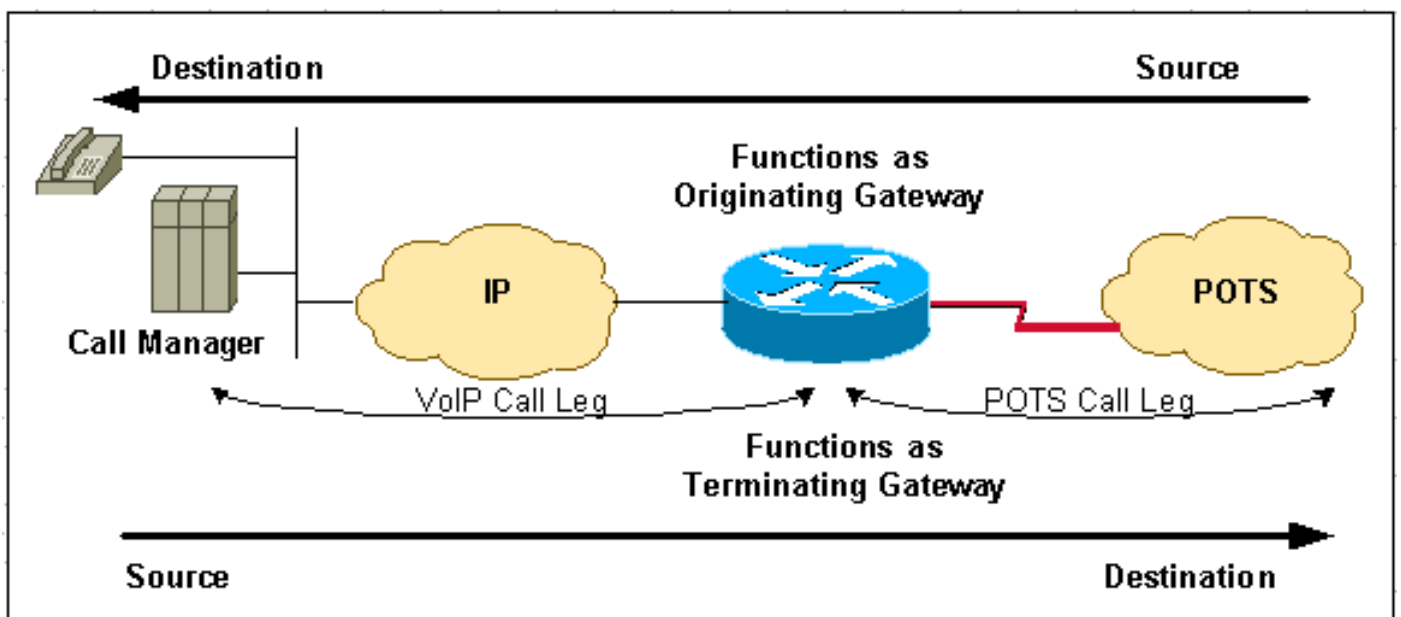 Destination
Source
Functions as
Originating Gateway
IP
POTS
Call Manager
VoIP Call Leg
POTS Call Leg
Functions as
Terminating Gateway
Source
Destination